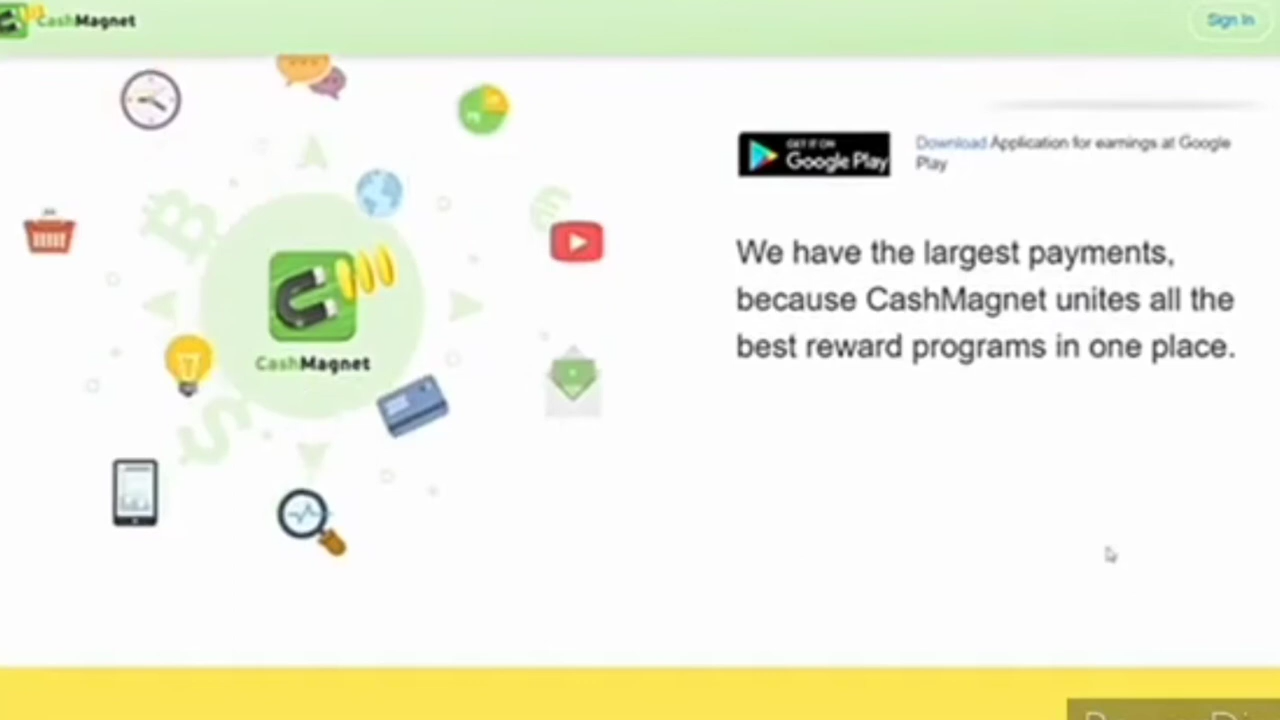 CashMagnet
Sign In
GET IT ON
Google Play
Download Application for earnings at Google
Play
We have the largest payments,
because CashMagnet unites all the
best reward programs in one place.
CashMagnet